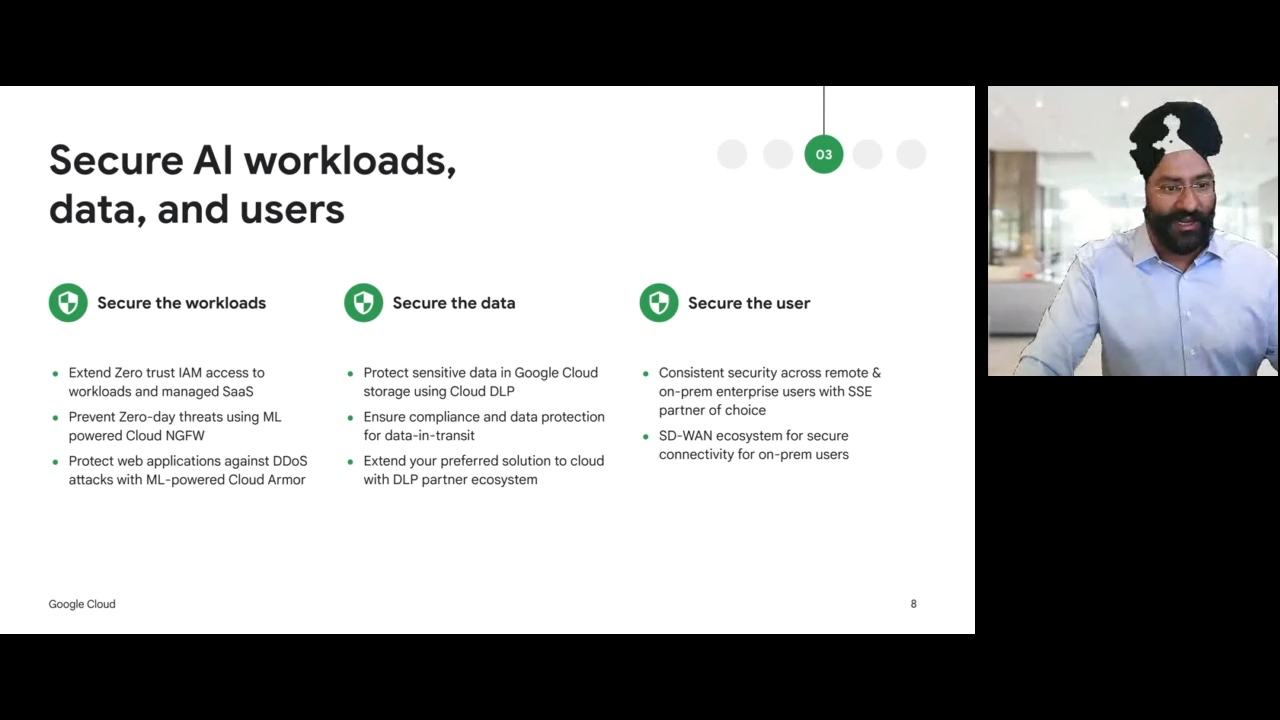 Secure AI workloads,
data, and users
03
Secure the workloads
Extend Zero trust IAM access to
workloads and managed SaaS
Prevent Zero-day threats using ML
powered Cloud NGFW
Protect web applications against DDoS
attacks with ML-powered Cloud Armor
Secure the data
Protect sensitive data in Google Cloud
storage using Cloud DLP
Ensure compliance and data protection
for data-in-transit
Extend your preferred solution to cloud
with DLP partner ecosystem
Secure the user
Consistent security across remote &
on-prem enterprise users with SSE
partner of choice
SD-WAN ecosystem for secure
connectivity for on-prem users
Google Cloud
8